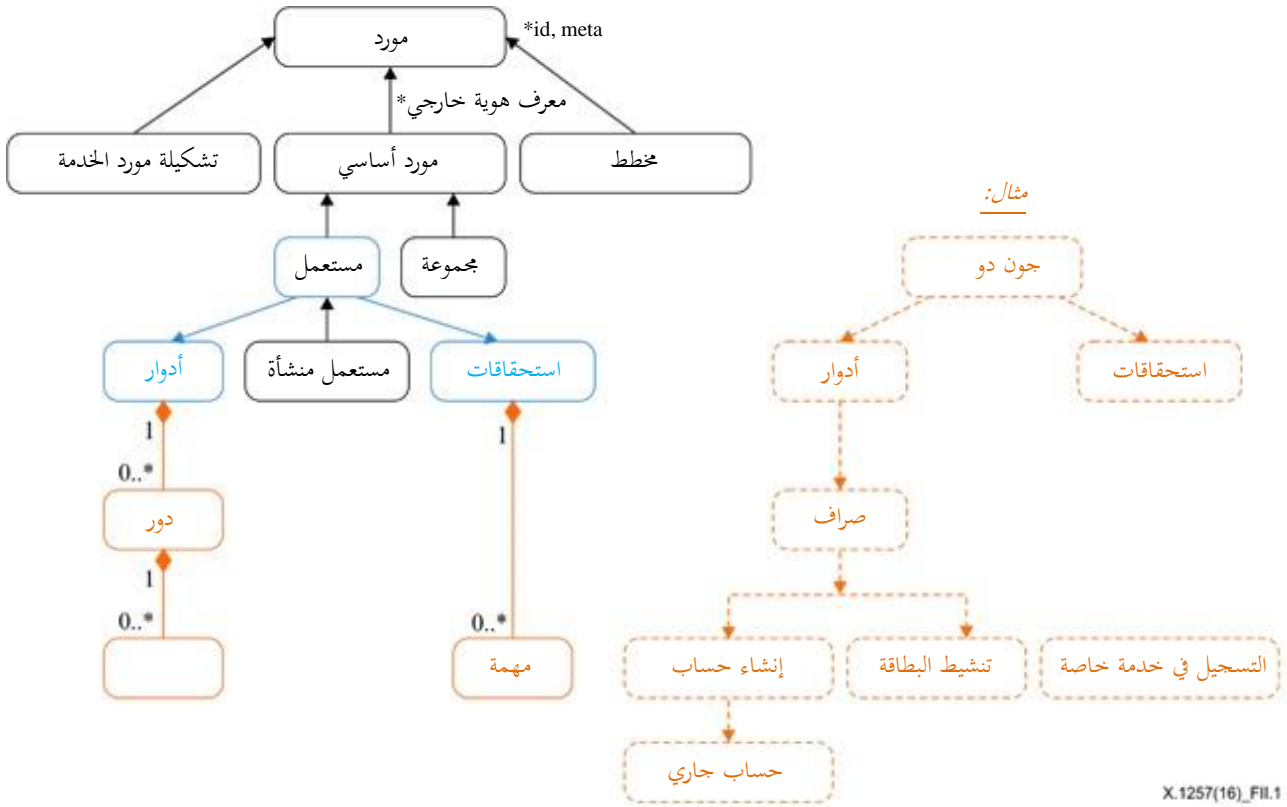 مورد
*id, meta
معرف هوية خارجي*
تشكيلة مورد الخدمة
مورد أساسي
مخطط
مثال:
مستعمل
مجموعة
جون دو
أدوار
مستعمل منشأة
استحقاقات
أدوار
استحقاقات
1
1
0..*
دور
صراف
1
0..*
0..*
مهمة
إنشاء حساب
تنشيط البطاقة
التسجيل في خدمة خاصة
حساب جاري
X.1257(16)_FII.1